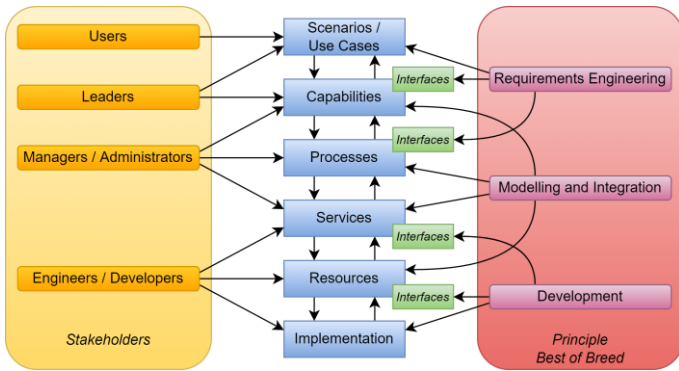 Users
Leaders
Managers / Administrators
Engineers / Developers
Stakeholders
Scenarios /
Use Cases
Interfaces
Capabilities
Interfaces
Processes
Services
Interfaces
Resources
Interfaces
Implementation
Requirements Engineering
Modelling and Integration
Development
Principle
Best of Breed